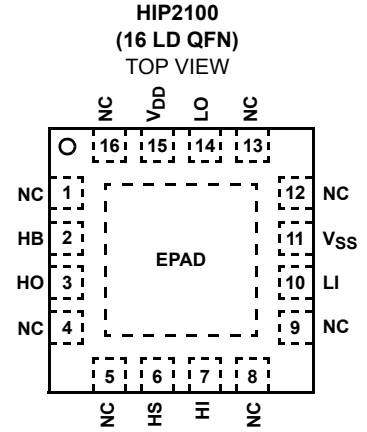 HIP2100
(16 LD QFN)
TOP VIEW
NC VDD LO NC
16 15 14 13
NC 1 12 NC
HB 2 11 VSS
EPAD
HO 3 10 LI
NC 4 9 NC
5 6 7 8
NC HS HI NC